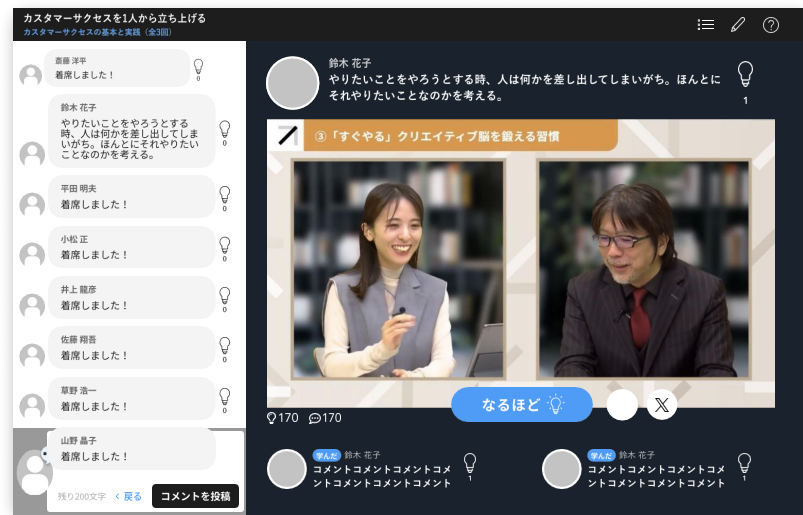 カスタマーサクセスを1人から立ち上げる
カスタマーサクセスの基本と実践（全3回）
斎藤 洋平
着席しました！
0
鈴木 花子
やりたいことをやろうとする
時、人は何かを差し出してしま
いがち。ほんとにそれやりたい
ことなのかを考える。
0
平田 明夫
着席しました！
0
小松 正
着席しました！
0
井上 龍彦
着席しました！
0
佐藤 翔吾
着席しました！
0
草野 浩一
着席しました！
0
山野 晶子
着席しました！
残り200文字
戻る
コメントを投稿
鈴木 花子
やりたいことをやろうとする時、人は何かを差し出してしまいがち。ほんとに
それやりたいことなのかを考える。
1
③「すぐやる」クリエイティブ脳を鍛える習慣
なるほど
170
170
学んだ 鈴木 花子
コメントコメントコメントコメ
ントコメントコメントコメント
1
学んだ 鈴木 花子
コメントコメントコメントコメ
ントコメントコメントコメント
1